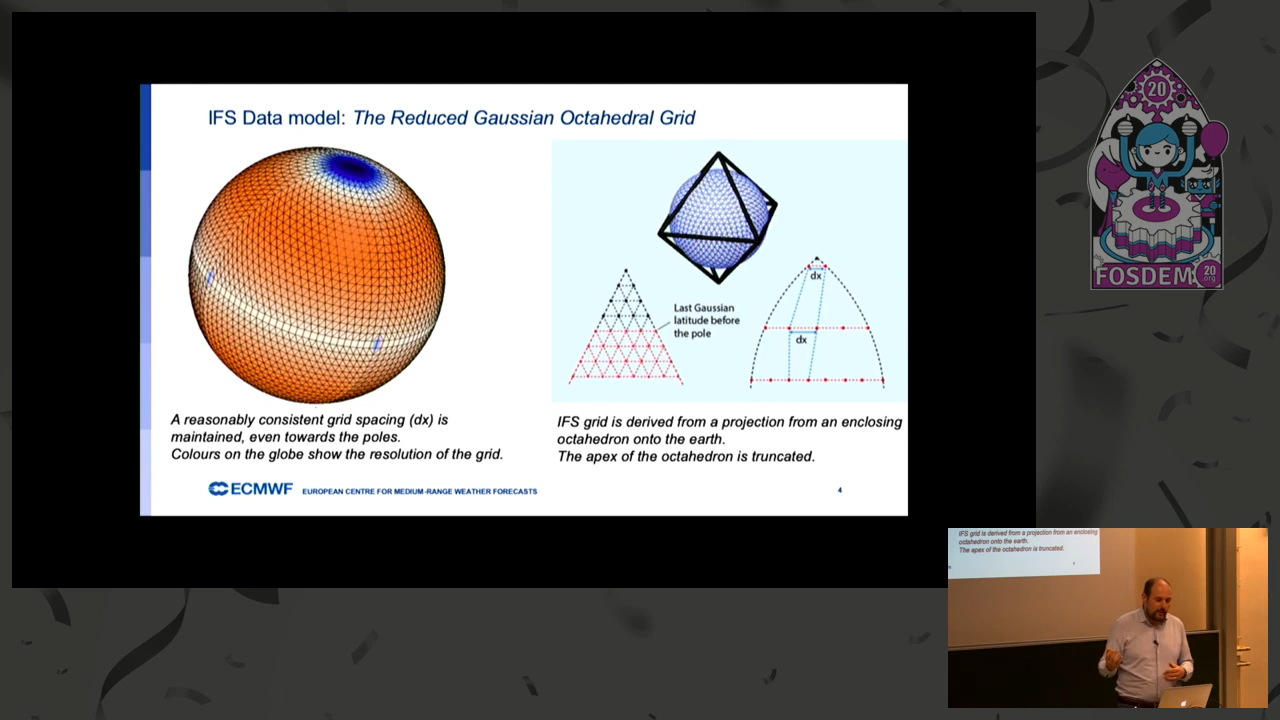 IFS Data model: The Reduced Gaussian Octahedral Grid
dx
Last Gaussian
latitude before
the pole
dx
A reasonably consistent grid spacing (dx) is
maintained, even towards the poles.
Colours on the globe show the resolution of the grid.
IFS grid is derived from a projection from an enclosing
octahedron onto the earth.
The apex of the octahedron is truncated.
ECMWF EUROPEAN CENTRE FOR MEDIUM-RANGE WEATHER FORECASTS
4
20
FOSDEM 20
.org
IFS grid is derived from a projection from an enclosing
octahedron onto the earth.
The apex of the octahedron is truncated.